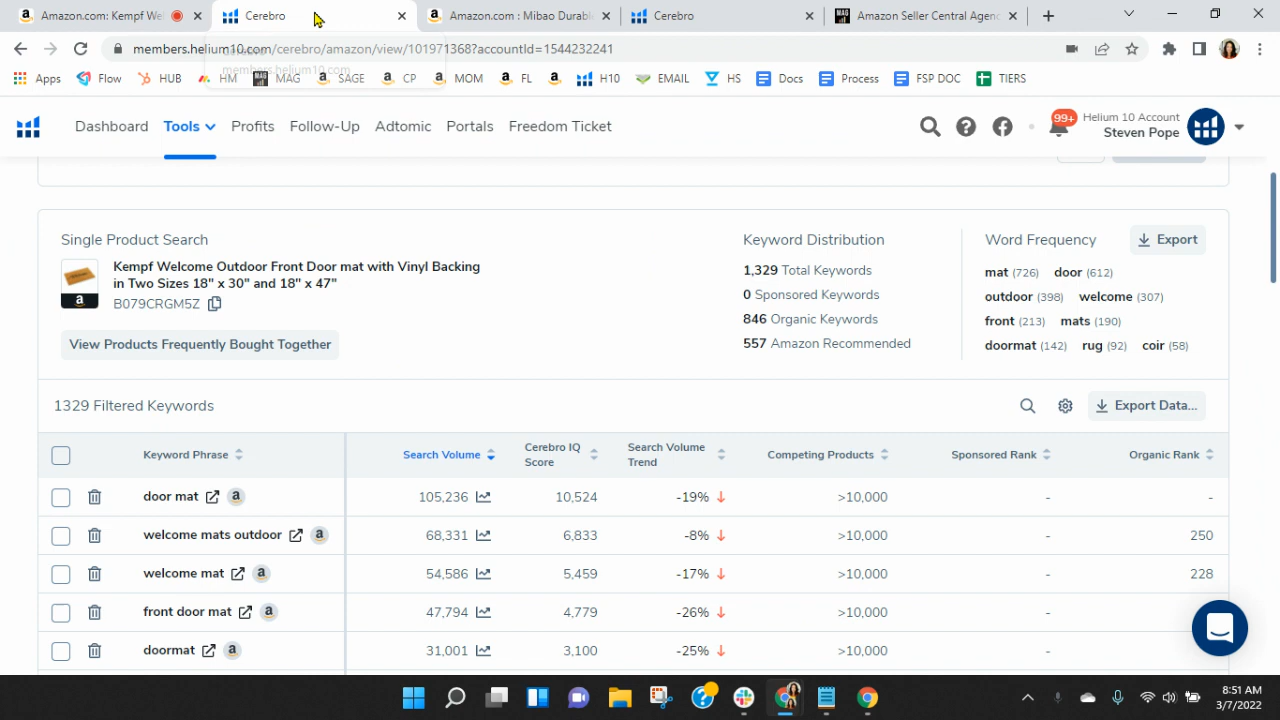 Amazon.com: Kempf Wel
Cerebro
Amazon.com : Mibao Durabl
Cerebro
Amazon Seller Central Agenc
members.helium10.com/cerebro/amazon/view/101971368?accountId=1544232241
Apps
Flow
HUB
HM
MAG
SAGE
CP
MOM
FL
H10
EMAIL
HS
Docs
Process
FSP DOC
TIERS
Dashboard
Tools
Profits
Follow-Up
Adtomic
Portals
Freedom Ticket
99+
Helium 10 Account
Steven Pope
Single Product Search
Kempf Welcome Outdoor Front Door mat with Vinyl Backing
in Two Sizes 18" x 30" and 18" x 47"
B079CRGM5Z
View Products Frequently Bought Together
Keyword Distribution
1,329 Total Keywords
0 Sponsored Keywords
846 Organic Keywords
557 Amazon Recommended
Word Frequency
Export
mat (726) door (612)
outdoor (398) welcome (307)
front (213) mats (190)
doormat (142) rug (92) coir (58)
1329 Filtered Keywords
Export Data...
Keyword Phrase Search Volume Cerebro IQ Score Search Volume Trend Competing Products Sponsored Rank Organic Rank
door mat 105,236 10,524 -19% >10,000 - -
welcome mats outdoor 68,331 6,833 -8% >10,000 - 250
welcome mat 54,586 5,459 -17% >10,000 - 228
front door mat 47,794 4,779 -26% >10,000 -
doormat 31,001 3,100 -25% >10,000 -
8:51 AM
3/7/2022